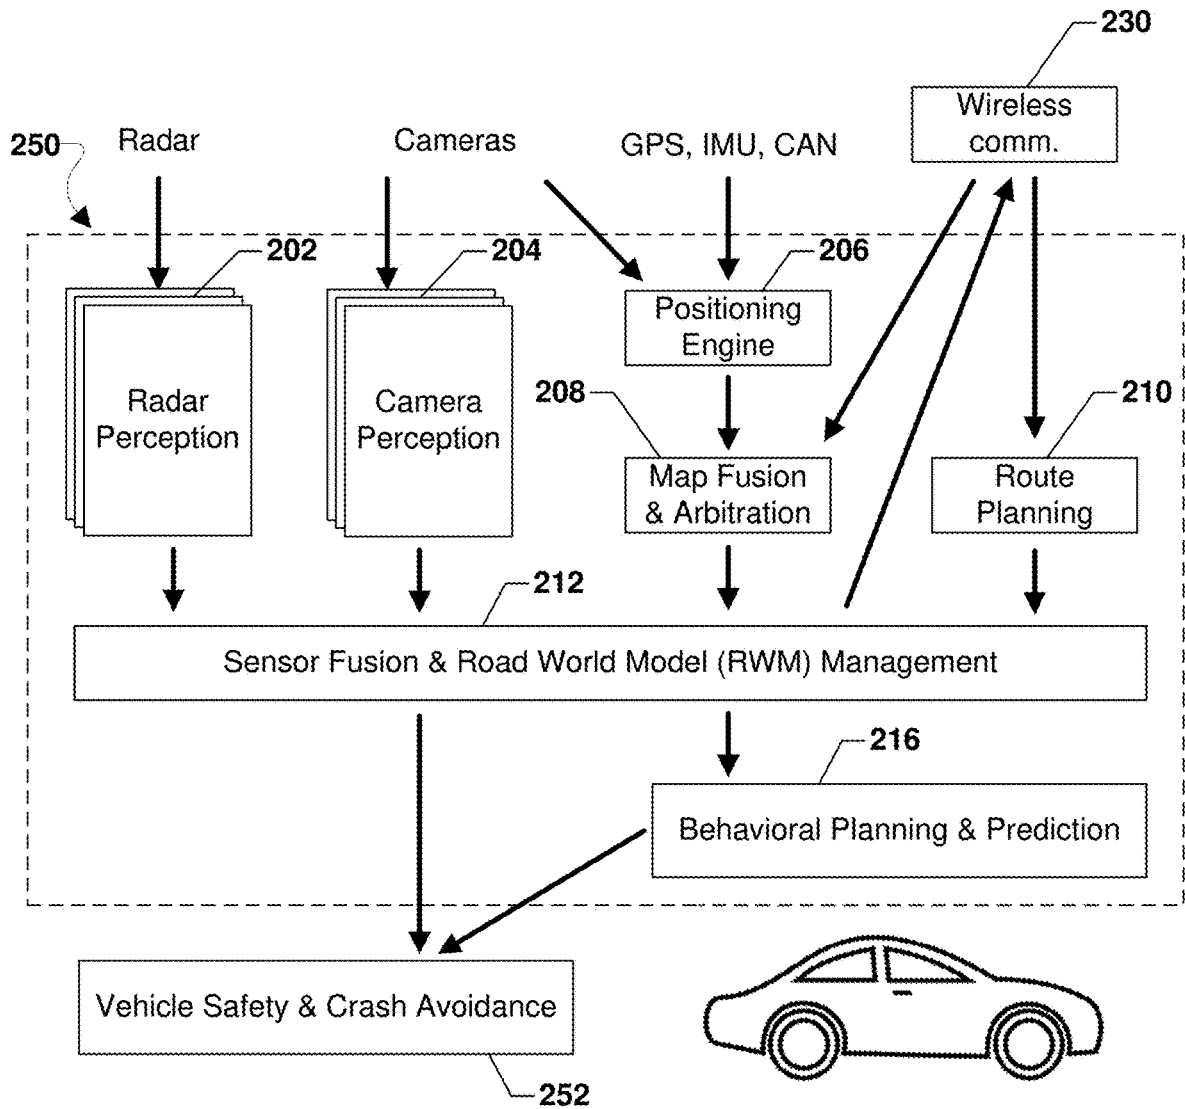 230
Wireless
comm.
250
Radar
Cameras
GPS, IMU, CAN
202
204
206
Positioning
Engine
Radar
Perception
Camera
Perception
208
210
Map Fusion
& Arbitration
Route
Planning
212
Sensor Fusion & Road World Model (RWM) Management
216
Behavioral Planning & Prediction
Vehicle Safety & Crash Avoidance
252